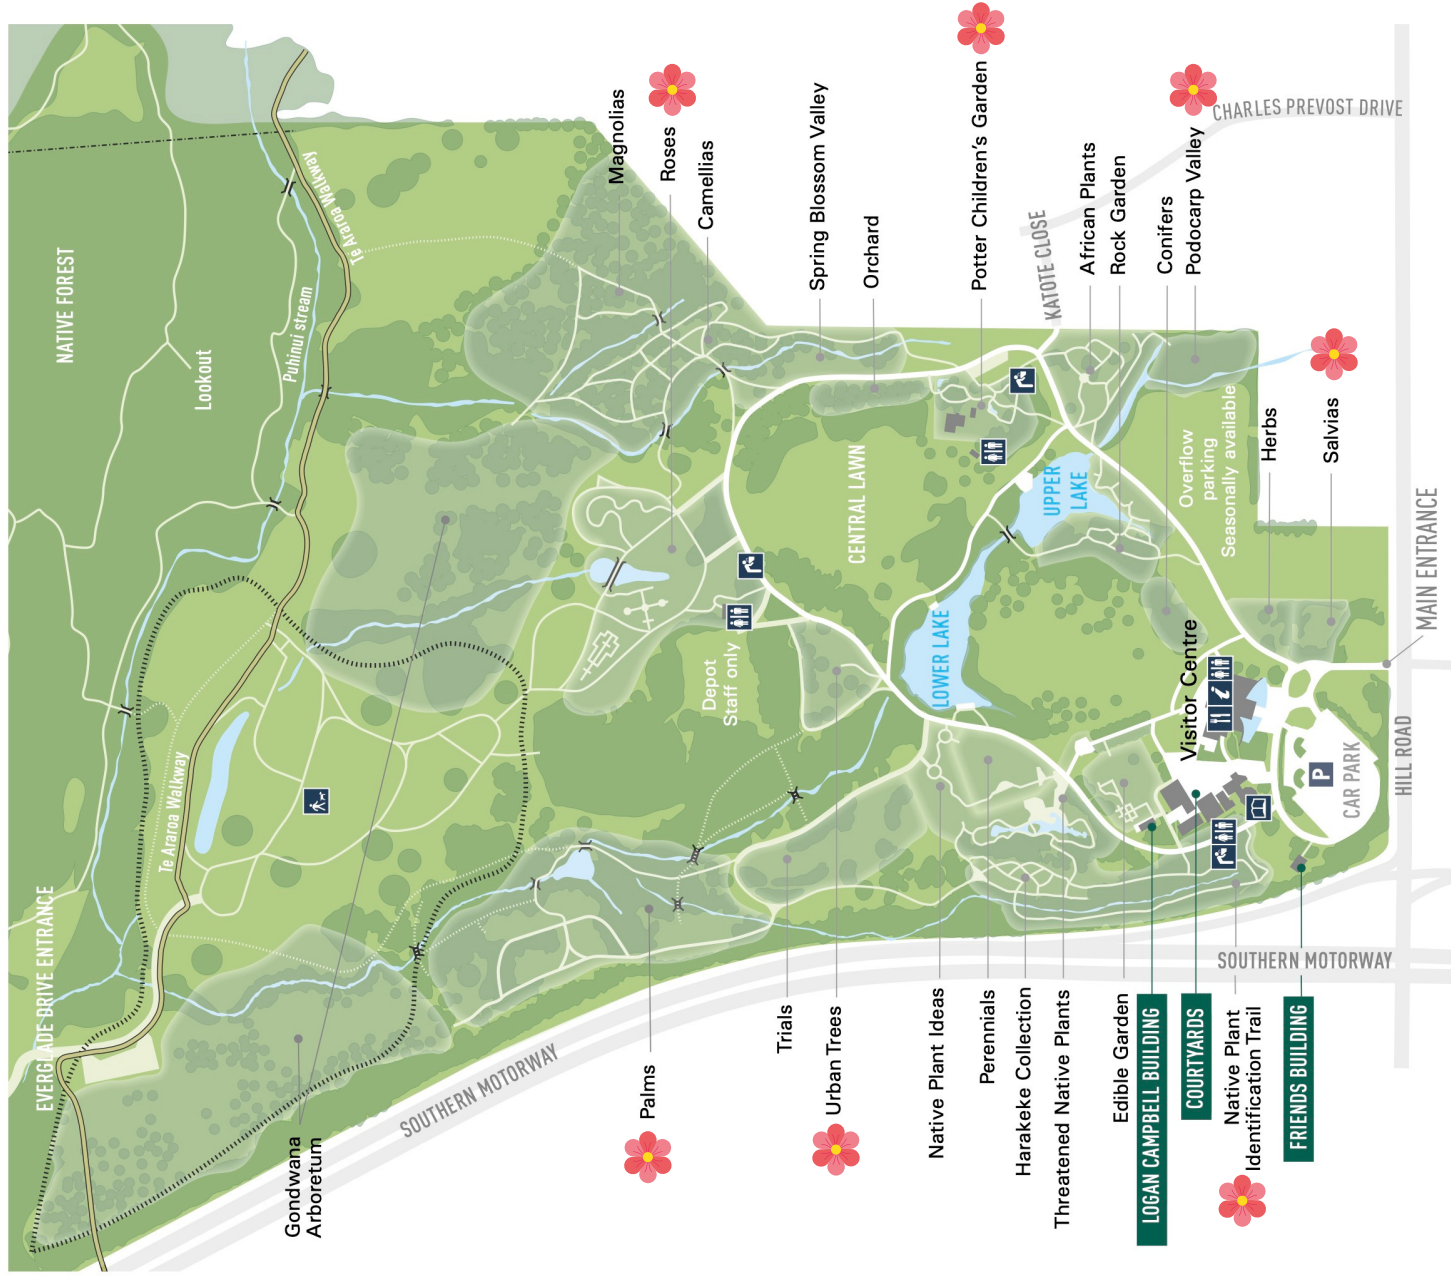 EVERGLADE DRIVE ENTRANCE
NATIVE FOREST
Lookout
Puhinui stream
Te Araroa Walkway
Te Araroa Walkway
Magnolias
Roses
Camellias
Spring Blossom Valley
Orchard
Potter Children's Garden
KATOTE CLOSE
African Plants
Rock Garden
Conifers
Podocarp Valley
CHARLES PREVOST DRIVE
Herbs
Salvias
MAIN ENTRANCE
HILL ROAD
CENTRAL LAWN
UPPER
LAKE
LOWER LAKE
Overflow
parking
Seasonally available
Depot
Staff only
Visitor Centre
i
P
CAR PARK
Gondwana
Arboretum
SOUTHERN MOTORWAY
Palms
Trials
Urban Trees
Native Plant Ideas
Perennials
Harakeke Collection
Threatened Native Plants
Edible Garden
LOGAN CAMPBELL BUILDING
COURTYARDS
Native Plant
Identification Trail
FRIENDS BUILDING
SOUTHERN MOTORWAY